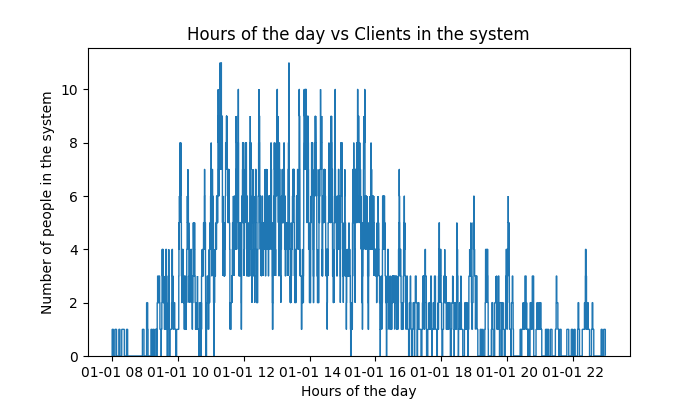 Hours of the day vs Clients in the system
Number of people in the system
10
8
6
4
2
0
01-01 08 01-01 10 01-01 12 01-01 14 01-01 16 01-01 18 01-01 20 01-01 22
Hours of the day